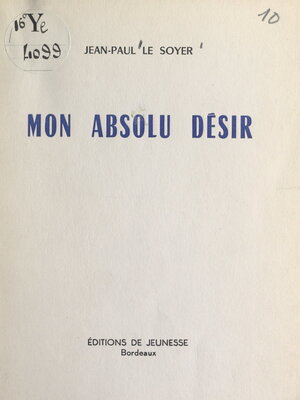 16° Ye
4099
10
JEAN-PAUL LE SOYER
MON ABSOLU DÉSIR
ÉDITIONS DE JEUNESSE
Bordeaux